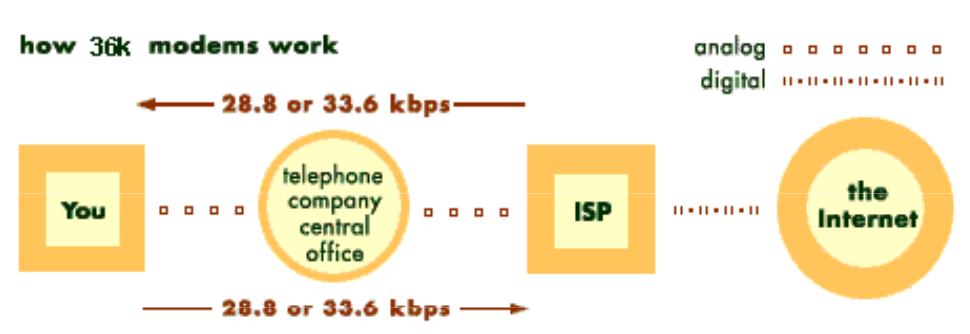 how 36k modems work
analog
digital
28.8 or 33.6 kbps
You
telephone
company
central
office
ISP
the
Internet
28.8 or 33.6 kbps